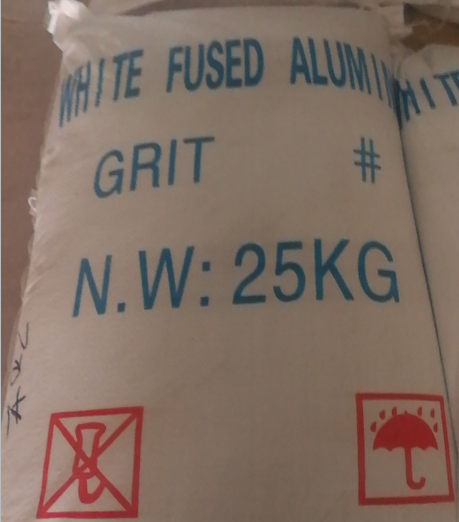 WHITE FUSED ALUMIN
GRIT #
N.W: 25KG